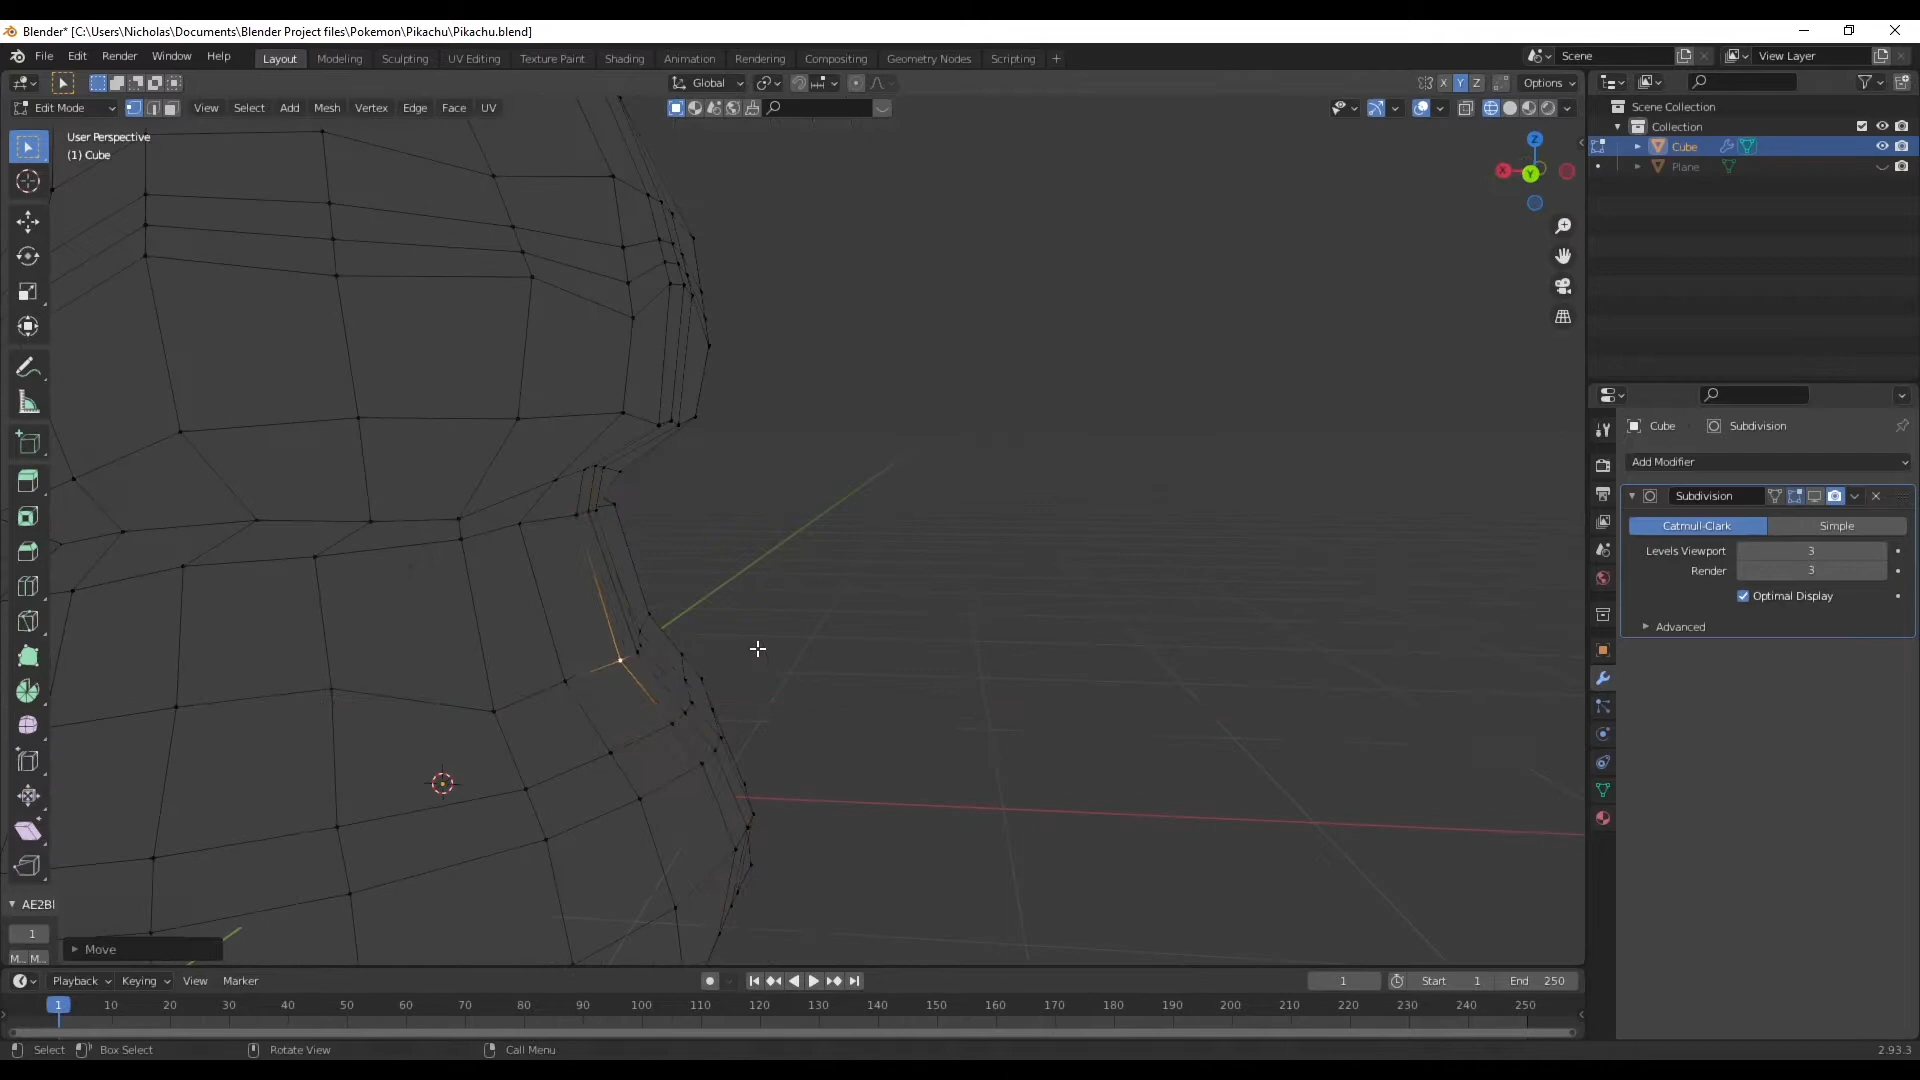 Blender* [C:\Users\Nicholas\Documents\Blender Project files\Pokemon\Pikachu\Pikachu.blend]
File Edit Render Window Help Layout Modeling Sculpting UV Editing Texture Paint Shading Animation Rendering Compositing Geometry Nodes Scripting + Scene View Layer
Global X Y Z Options
Edit Mode View Select Add Mesh Vertex Edge Face UV
Scene Collection
Collection
Cube
Plane
User Perspective
(1) Cube
Z
X
Y
Cube Subdivision
Add Modifier
Subdivision
Catmull-Clark Simple
Levels Viewport 3
Render 3
Optimal Display
Advanced
AE2Bl
1
Move
M... M...
Playback Keying View Marker 1 Start 1 End 250
1 10 20 30 40 50 60 70 80 90 100 110 120 130 140 150 160 170 180 190 200 210 220 230 240 250
Select Box Select Rotate View Call Menu 2.93.3